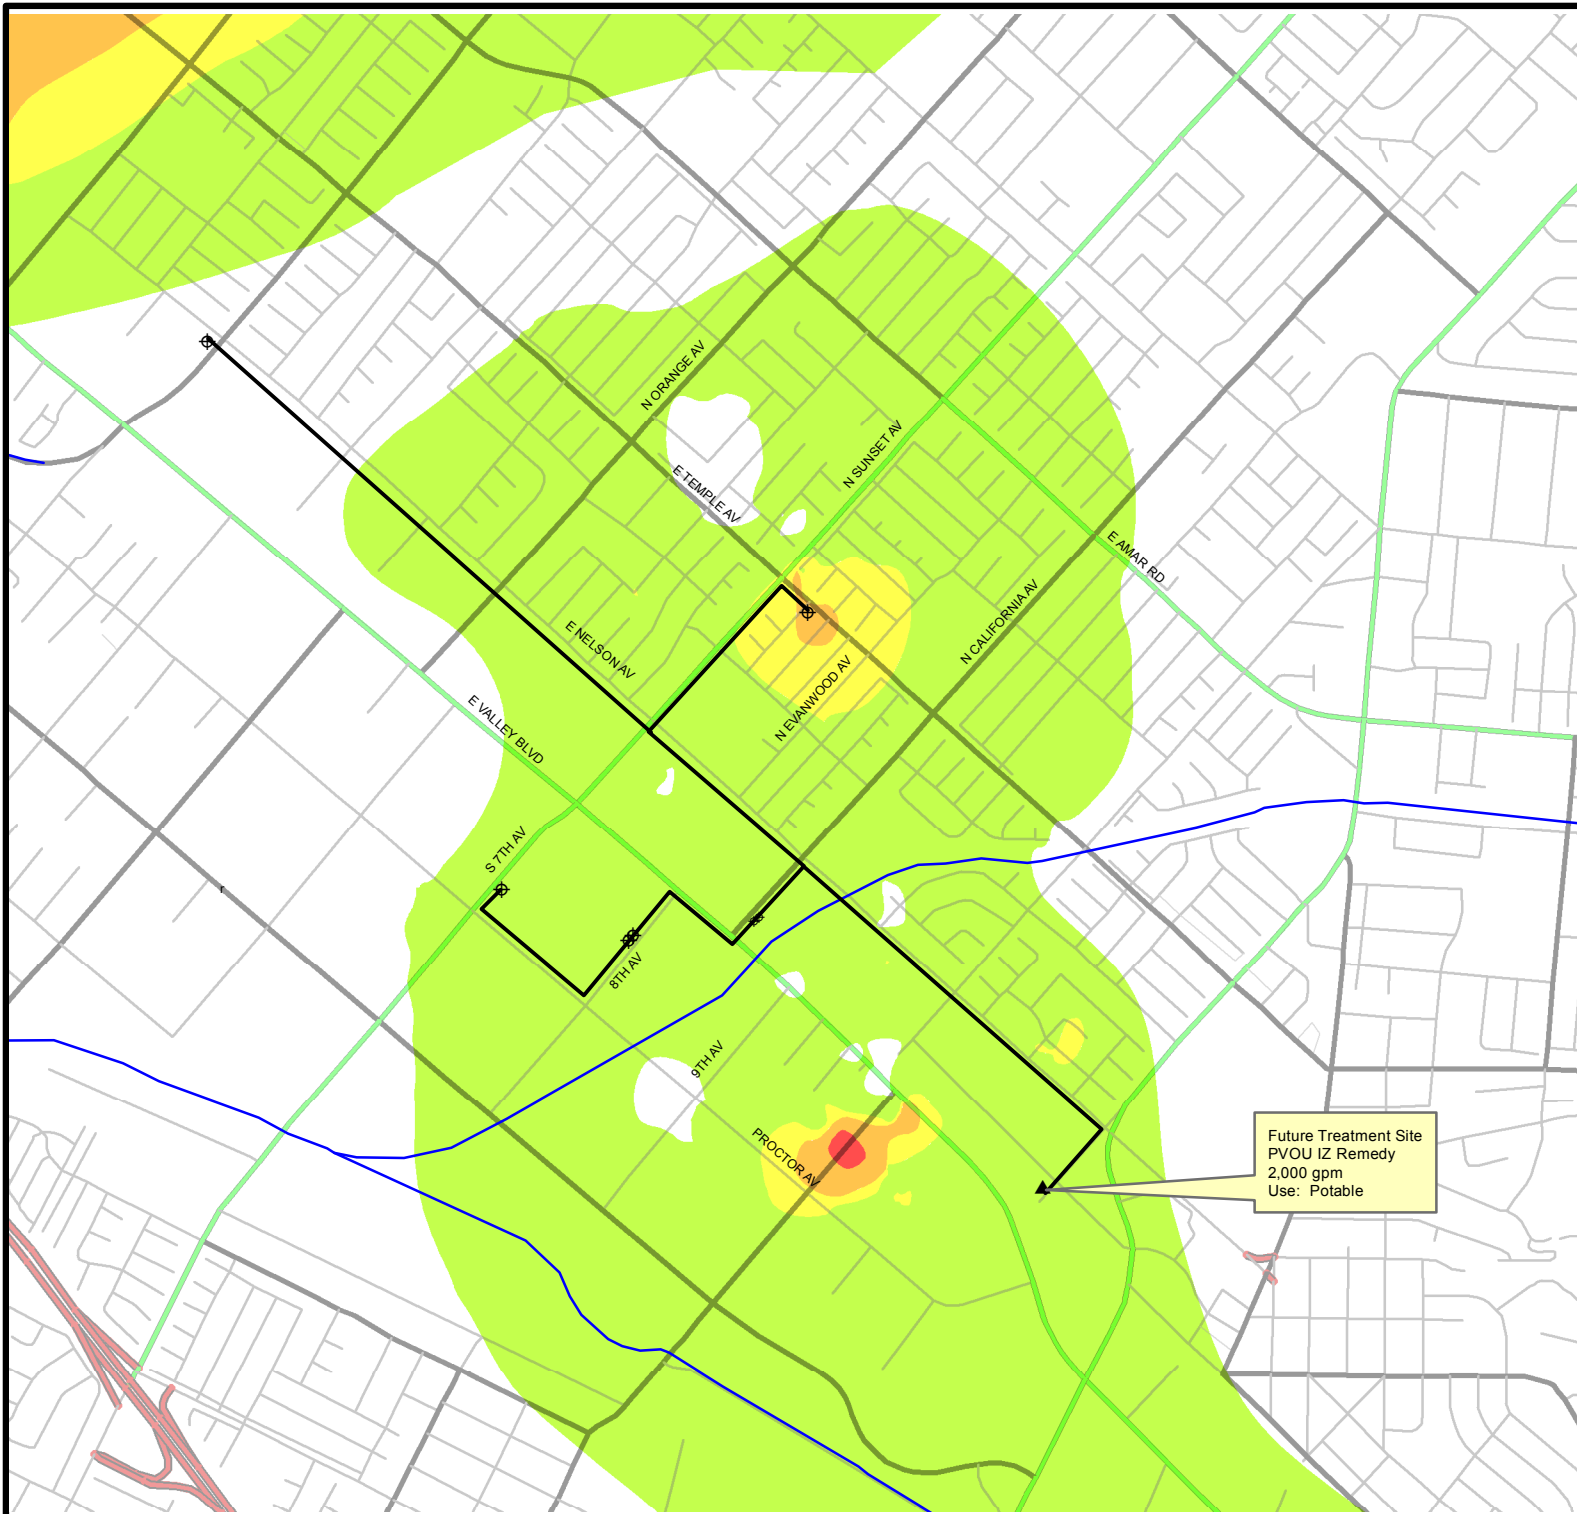 N ORANGE AV
N SUNSET AV
E TEMPLE AV
E AMAR RD
N CALIFORNIA AV
E NELSON AV
N EVANWOOD AV
E VALLEY BLVD
S 7TH AV
r
8TH AV
9TH AV
PROCTOR AV
Future Treatment Site
PVOU IZ Remedy
2,000 gpm
Use: Potable